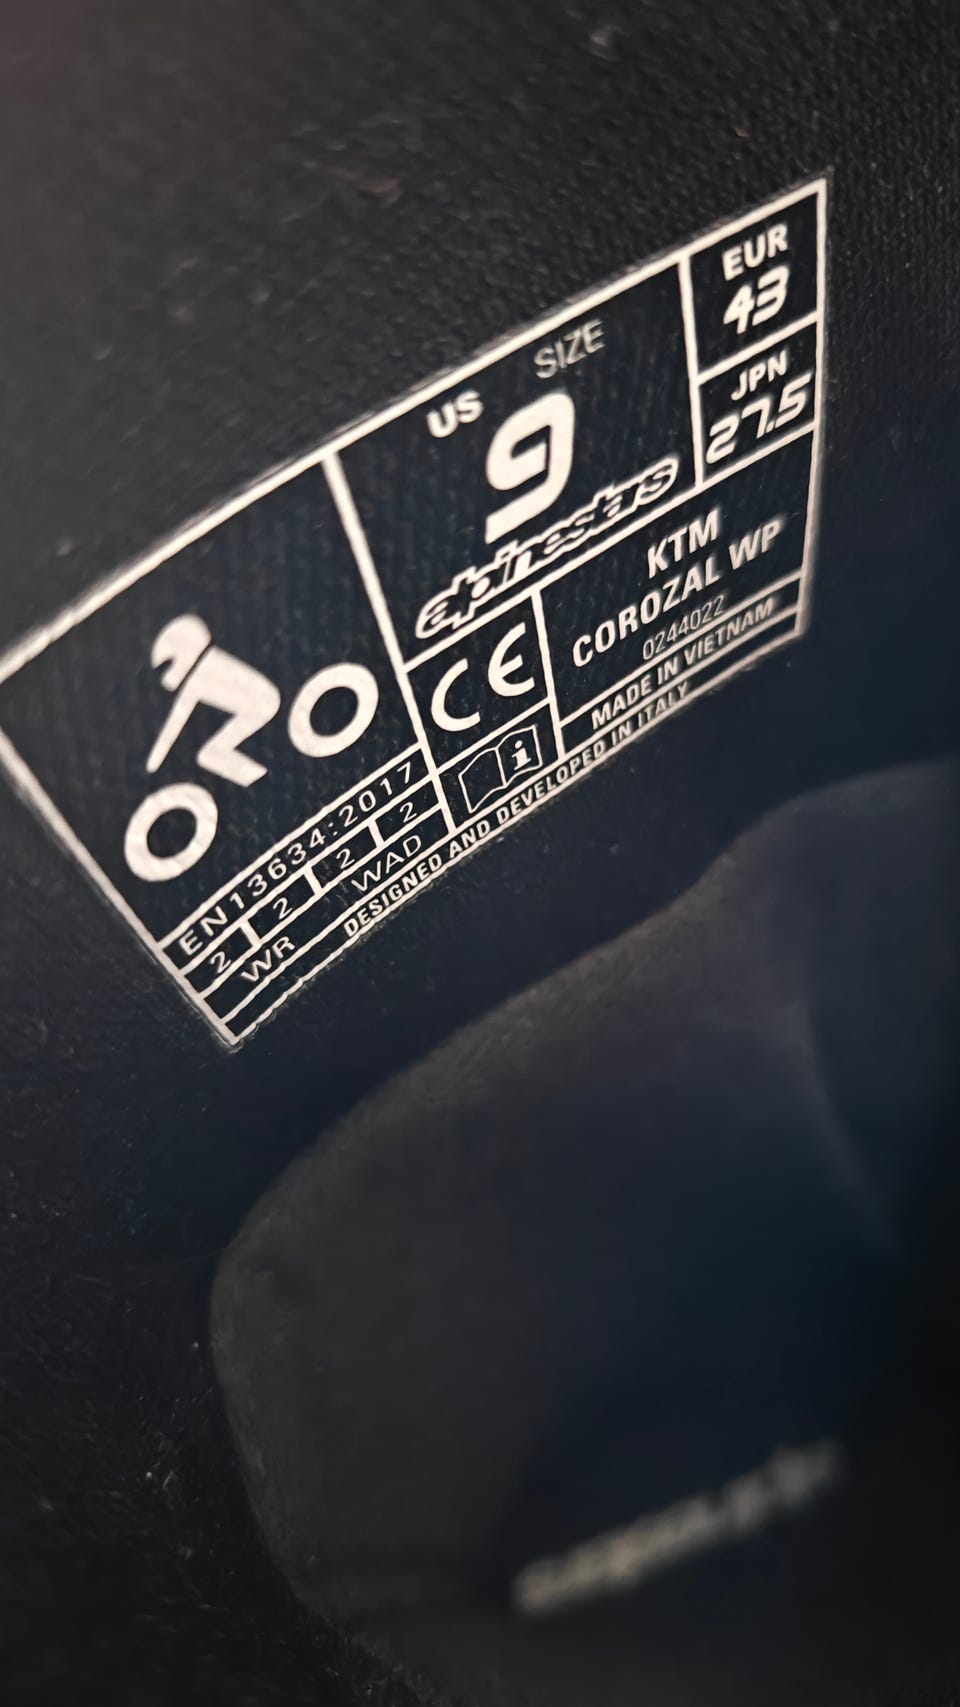 US SIZE
9
alpinestars
EUR
43
JPN
27.5
CE
KTM
COROZAL WP
0244022
MADE IN VIETNAM
EN13634:2017
2 2 2 2
WR WAD
i
DESIGNED AND DEVELOPED IN ITALY